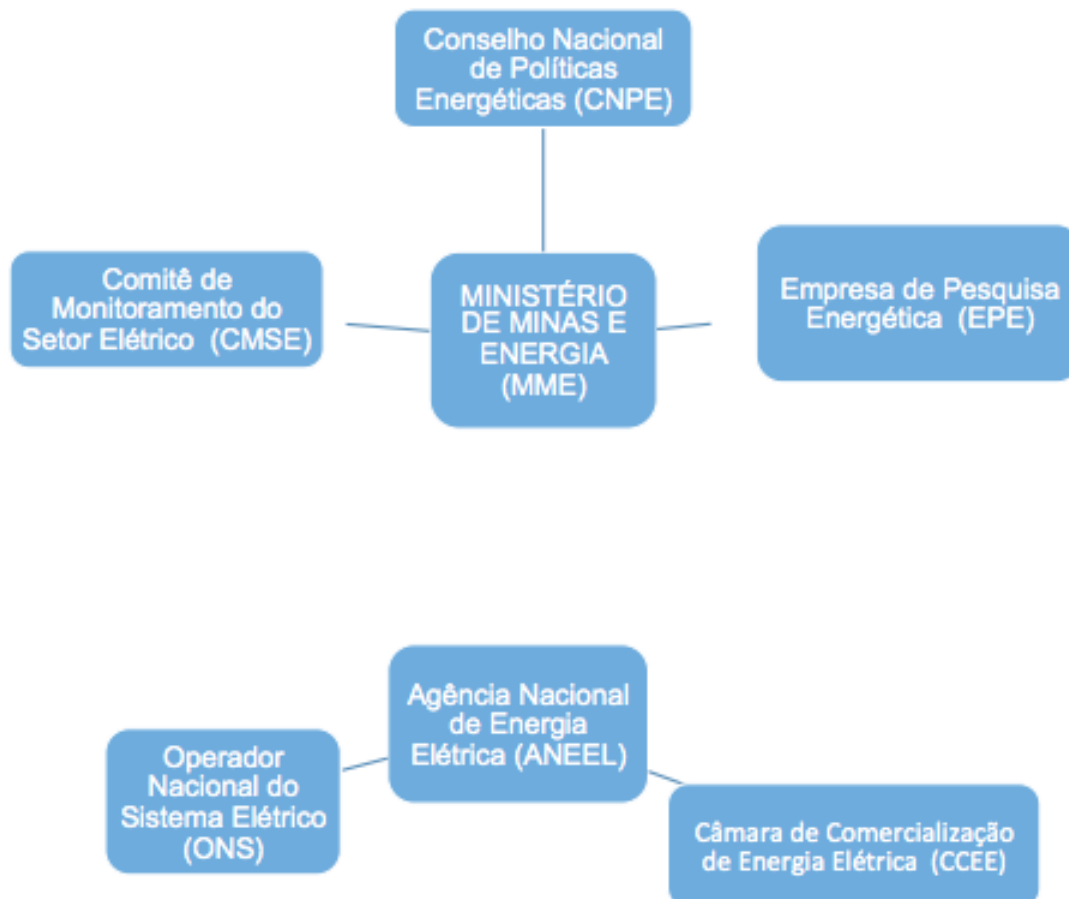 Conselho Nacional
de Políticas
Energéticas (CNPE)
Comitê de
Monitoramento do
Setor Elétrico (CMSE)
MINISTÉRIO
DE MINAS E
ENERGIA
(MME)
Empresa de Pesquisa
Energética (EPE)
Agência Nacional
de Energia
Elétrica (ANEEL)
Operador
Nacional do
Sistema Elétrico
(ONS)
Câmara de Comercialização
de Energia Elétrica (CCEE)